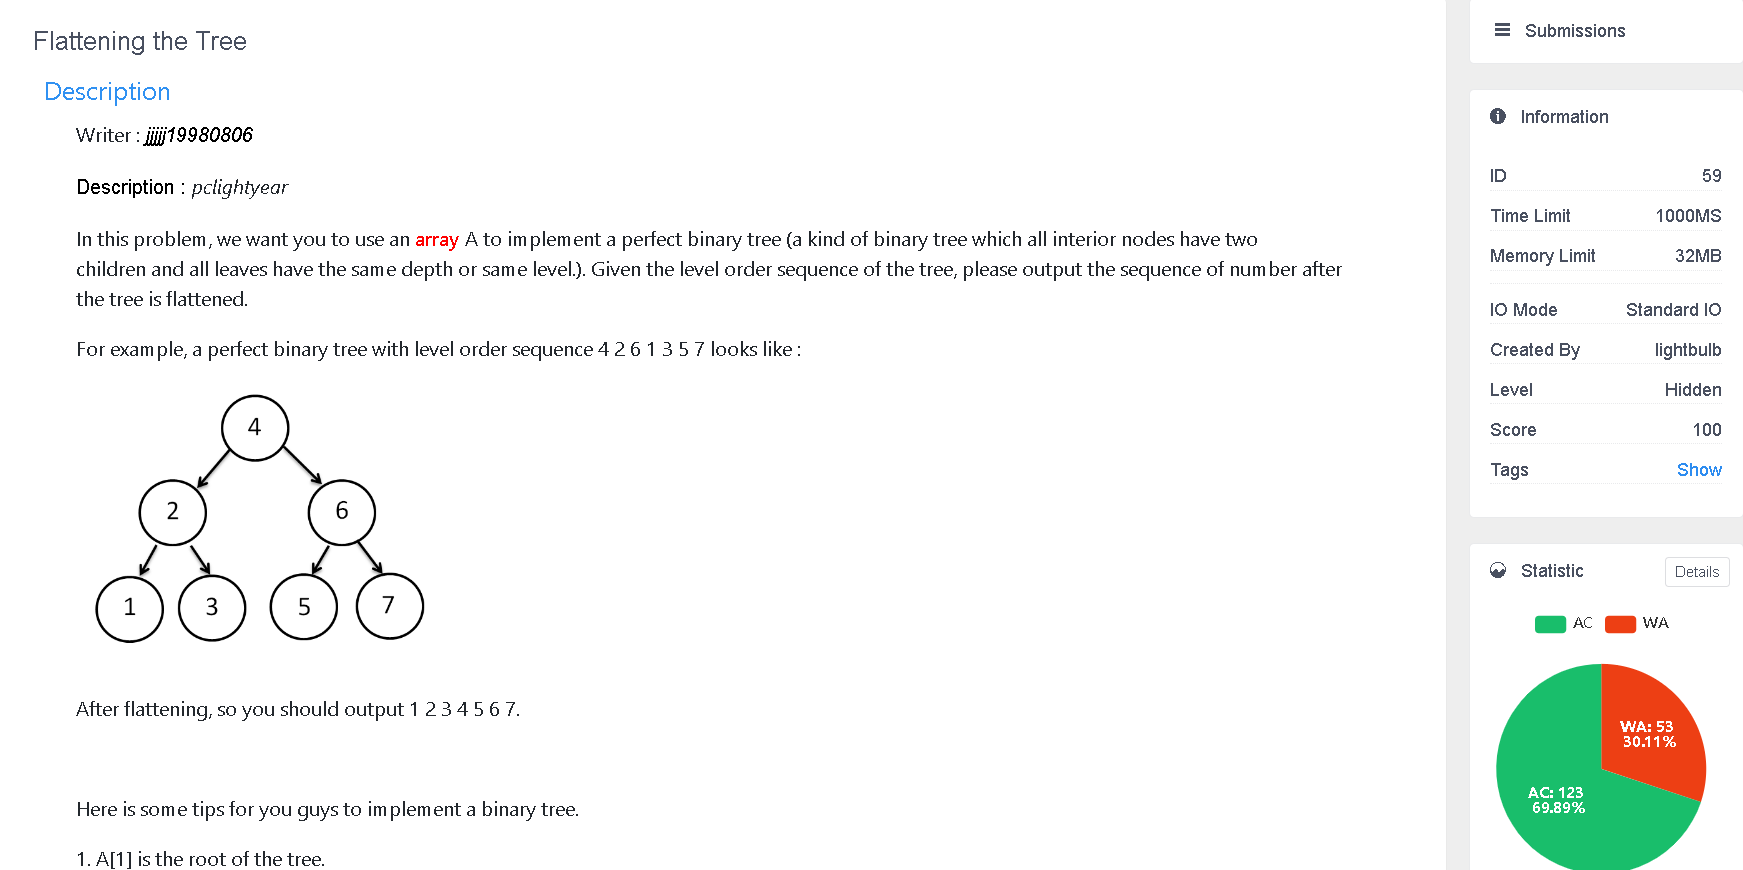 Flattening the Tree
Description
Writer : jjjjj19980806
Description : pclightyear
In this problem, we want you to use an array A to implement a perfect binary tree (a kind of binary tree which all interior nodes have two
children and all leaves have the same depth or same level.). Given the level order sequence of the tree, please output the sequence of number after
the tree is flattened.
For example, a perfect binary tree with level order sequence 4 2 6 1 3 5 7 looks like :
4
2 6
1 3 5 7
After flattening, so you should output 1 2 3 4 5 6 7.
Here is some tips for you guys to implement a binary tree.
1. A[1] is the root of the tree.
Submissions
Information
ID 59
Time Limit 1000MS
Memory Limit 32MB
IO Mode Standard IO
Created By lightbulb
Level Hidden
Score 100
Tags Show
Statistic Details
AC WA
WA: 53
30.11%
AC: 123
69.89%